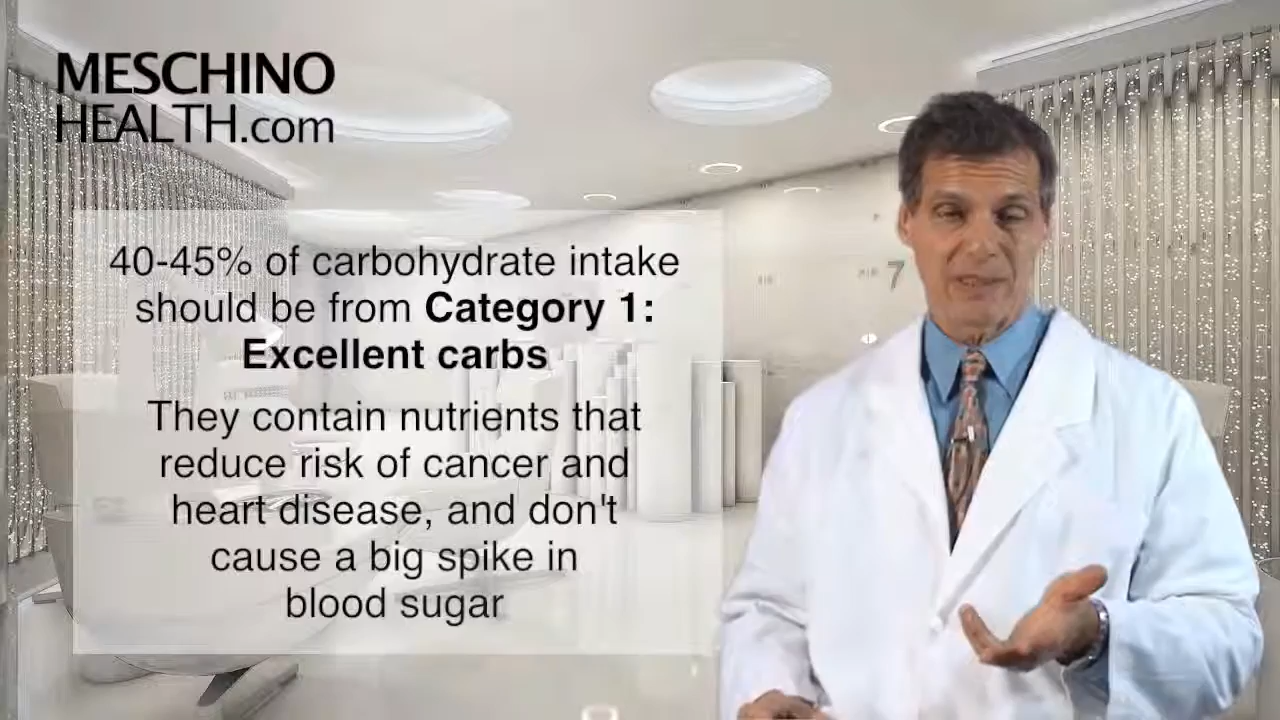 MESCHINO
HEALTH.com
40-45% of carbohydrate intake
should be from Category 1:
Excellent carbs
They contain nutrients that
reduce risk of cancer and
heart disease, and don't
cause a big spike in
blood sugar
7